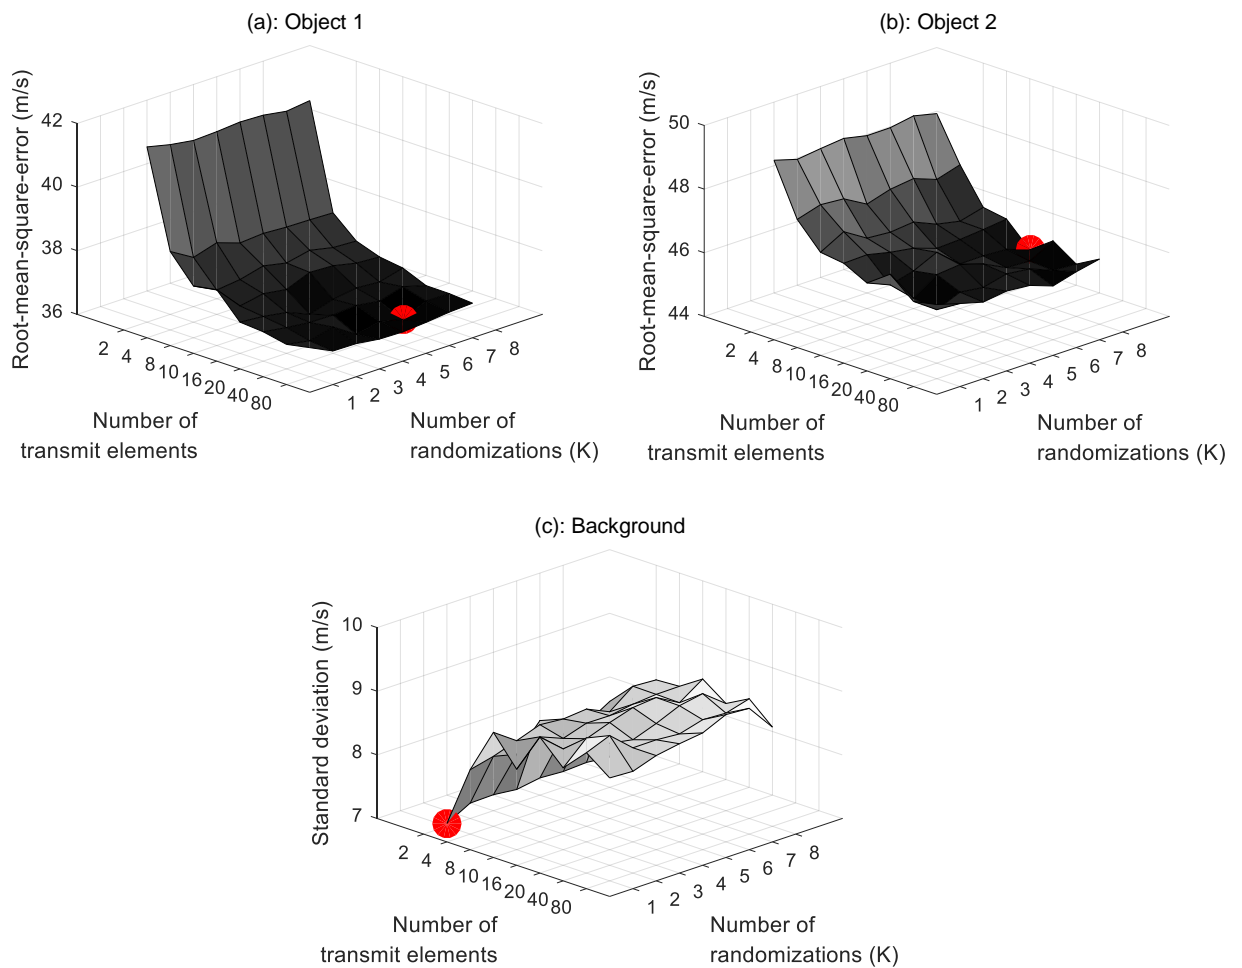 (a): Object 1
Root-mean-square-error (m/s)
42
40
38
36
2 4 8 10 16 20 40 80
1 2 3 4 5 6 7 8
Number of
transmit elements
Number of
randomizations (K)
(b): Object 2
Root-mean-square-error (m/s)
50
48
46
44
2 4 8 10 16 20 40 80
1 2 3 4 5 6 7 8
Number of
transmit elements
Number of
randomizations (K)
(c): Background
Standard deviation (m/s)
10
9
8
7
2 4 8 10 16 20 40 80
1 2 3 4 5 6 7 8
Number of
transmit elements
Number of
randomizations (K)